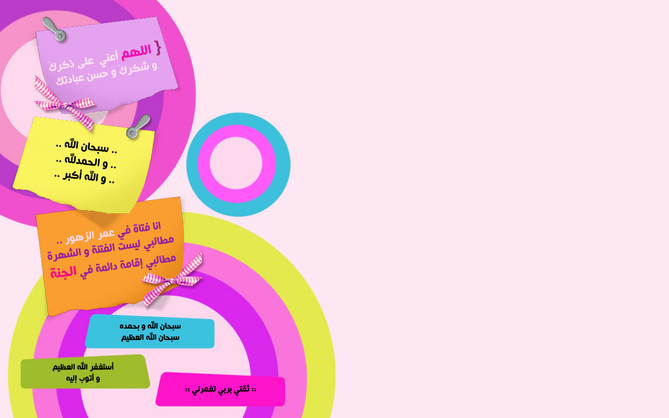 { اللهم أعني على ذكرك
و شكرك و حسن عبادتك
.. سبحان الله ..
.. و الحمدلله ..
.. و الله أكبر ..
انا فتاة في عمر الزهور ..
مطالبي ليست الفتنة و الشهرة
مطالبي إقامة دائمة في الجنة
سبحان الله و بحمده
سبحان الله العظيم
أستغفر الله العظيم
و أتوب إليه
" ثقتي بربي تغمرني "